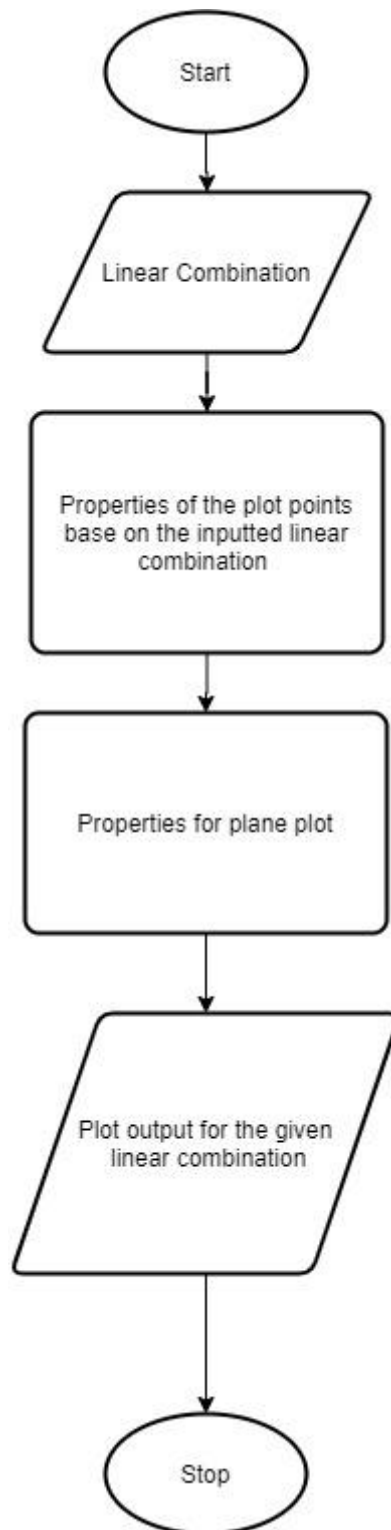 Start
Linear Combination
Properties of the plot points
base on the inputted linear
combination
Properties for plane plot
Plot output for the given
linear combination
Stop